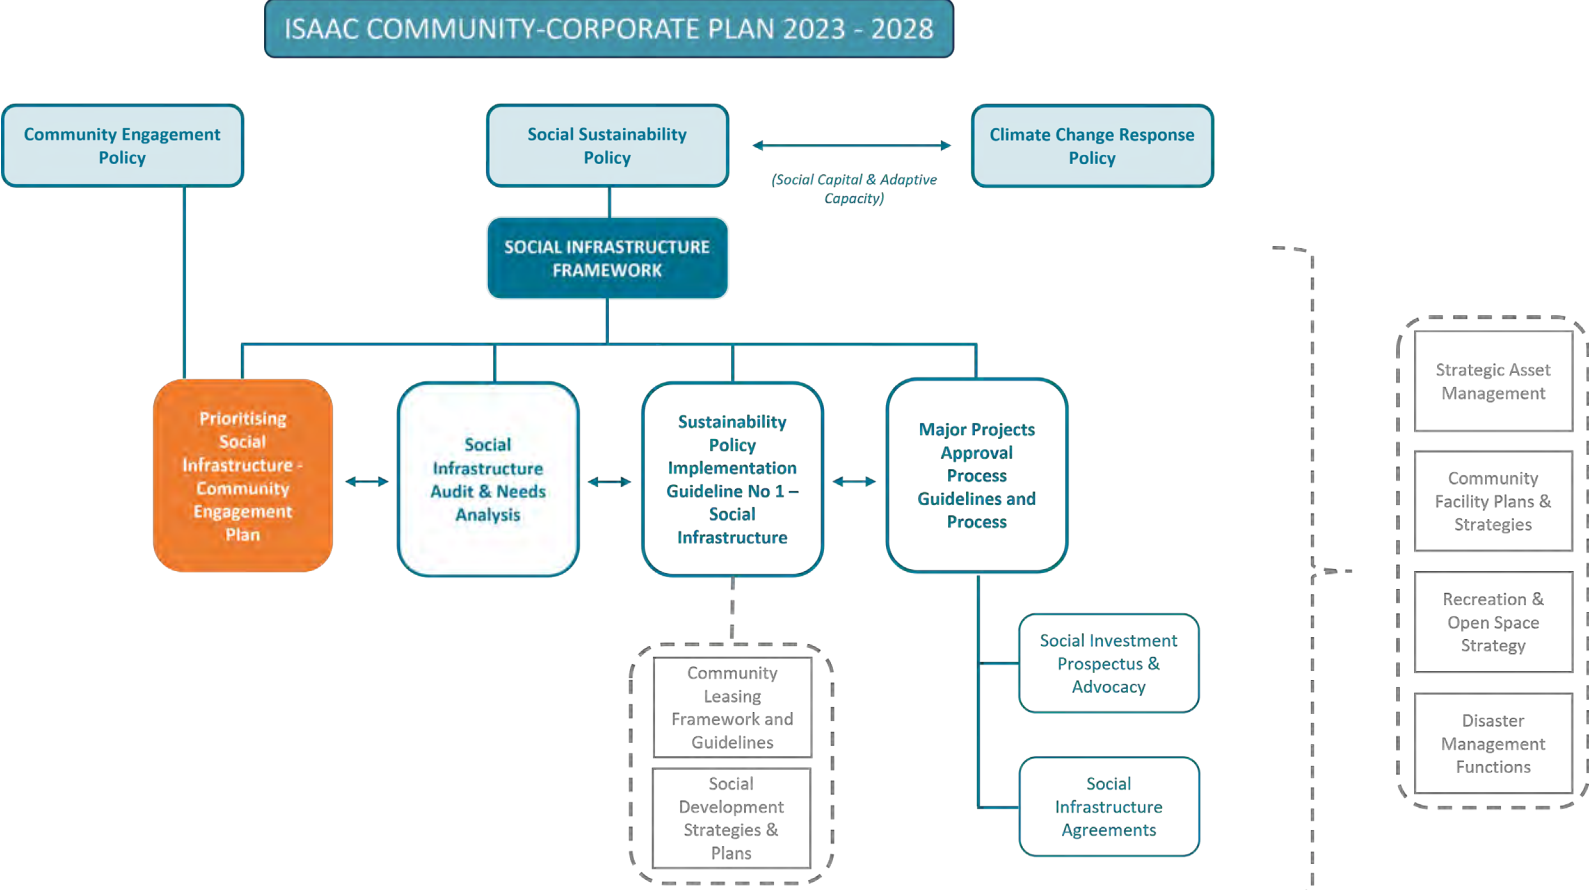 ISAAC COMMUNITY-CORPORATE PLAN 2023 - 2028
Community Engagement
Policy
Social Sustainability
Policy
Climate Change Response
Policy
(Social Capital & Adaptive
Capacity)
SOCIAL INFRASTRUCTURE
FRAMEWORK
Prioritising
Social
Infrastructure -
Community
Engagement
Plan
Social
Infrastructure
Audit & Needs
Analysis
Sustainability
Policy
Implementation
Guideline No 1 –
Social
Infrastructure
Major Projects
Approval
Process
Guidelines and
Process
Community
Leasing
Framework and
Guidelines
Social
Development
Strategies &
Plans
Social Investment
Prospectus &
Advocacy
Social
Infrastructure
Agreements
Strategic Asset
Management
Community
Facility Plans &
Strategies
Recreation &
Open Space
Strategy
Disaster
Management
Functions